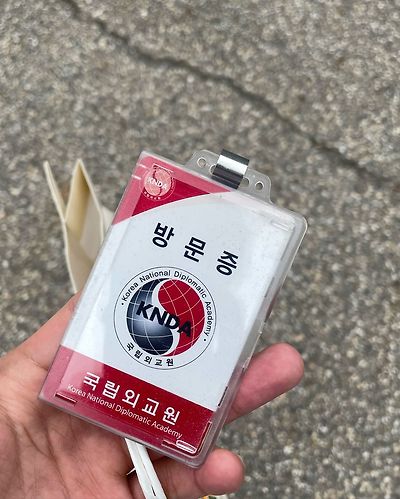 KNDA
방문증
· Korea National Diplomatic Academy ·
KNDA
국립외교원
국립외교원
Korea National Diplomatic Academy